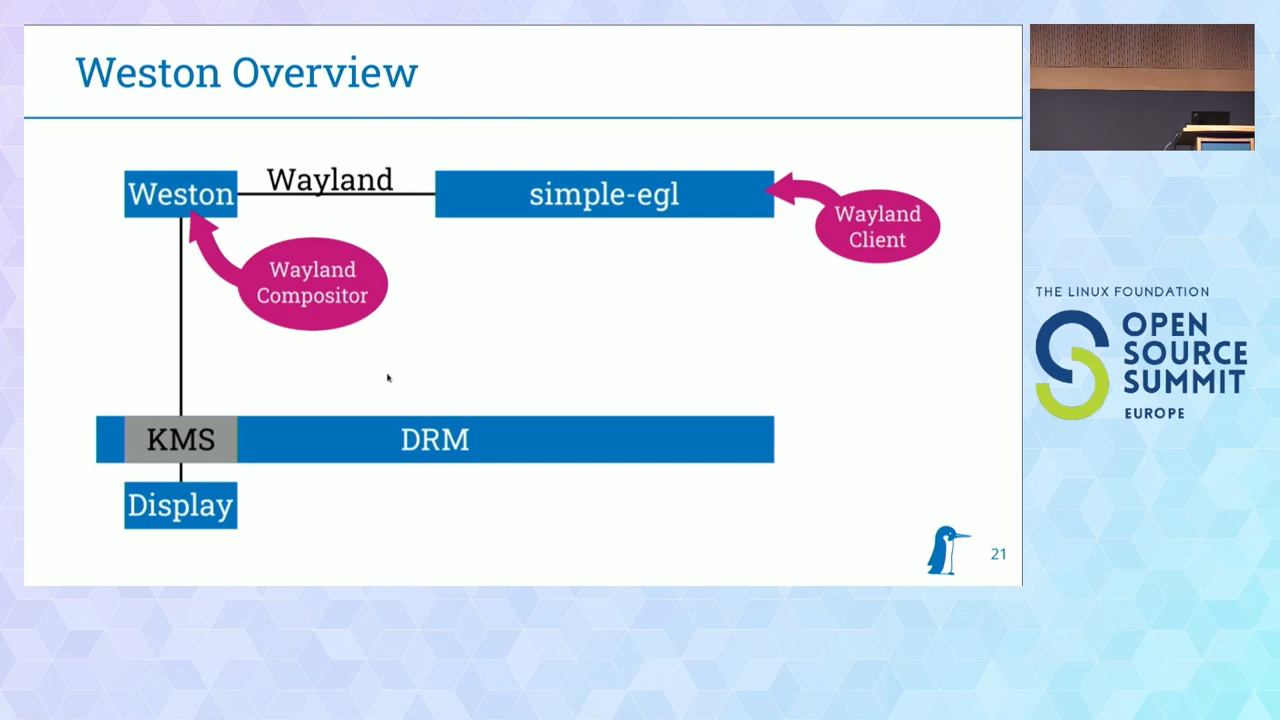 Weston Overview
Weston
Wayland
simple-egl
Wayland
Client
Wayland
Compositor
KMS
DRM
Display
21
THE LINUX FOUNDATION
OPEN
SOURCE
SUMMIT
EUROPE